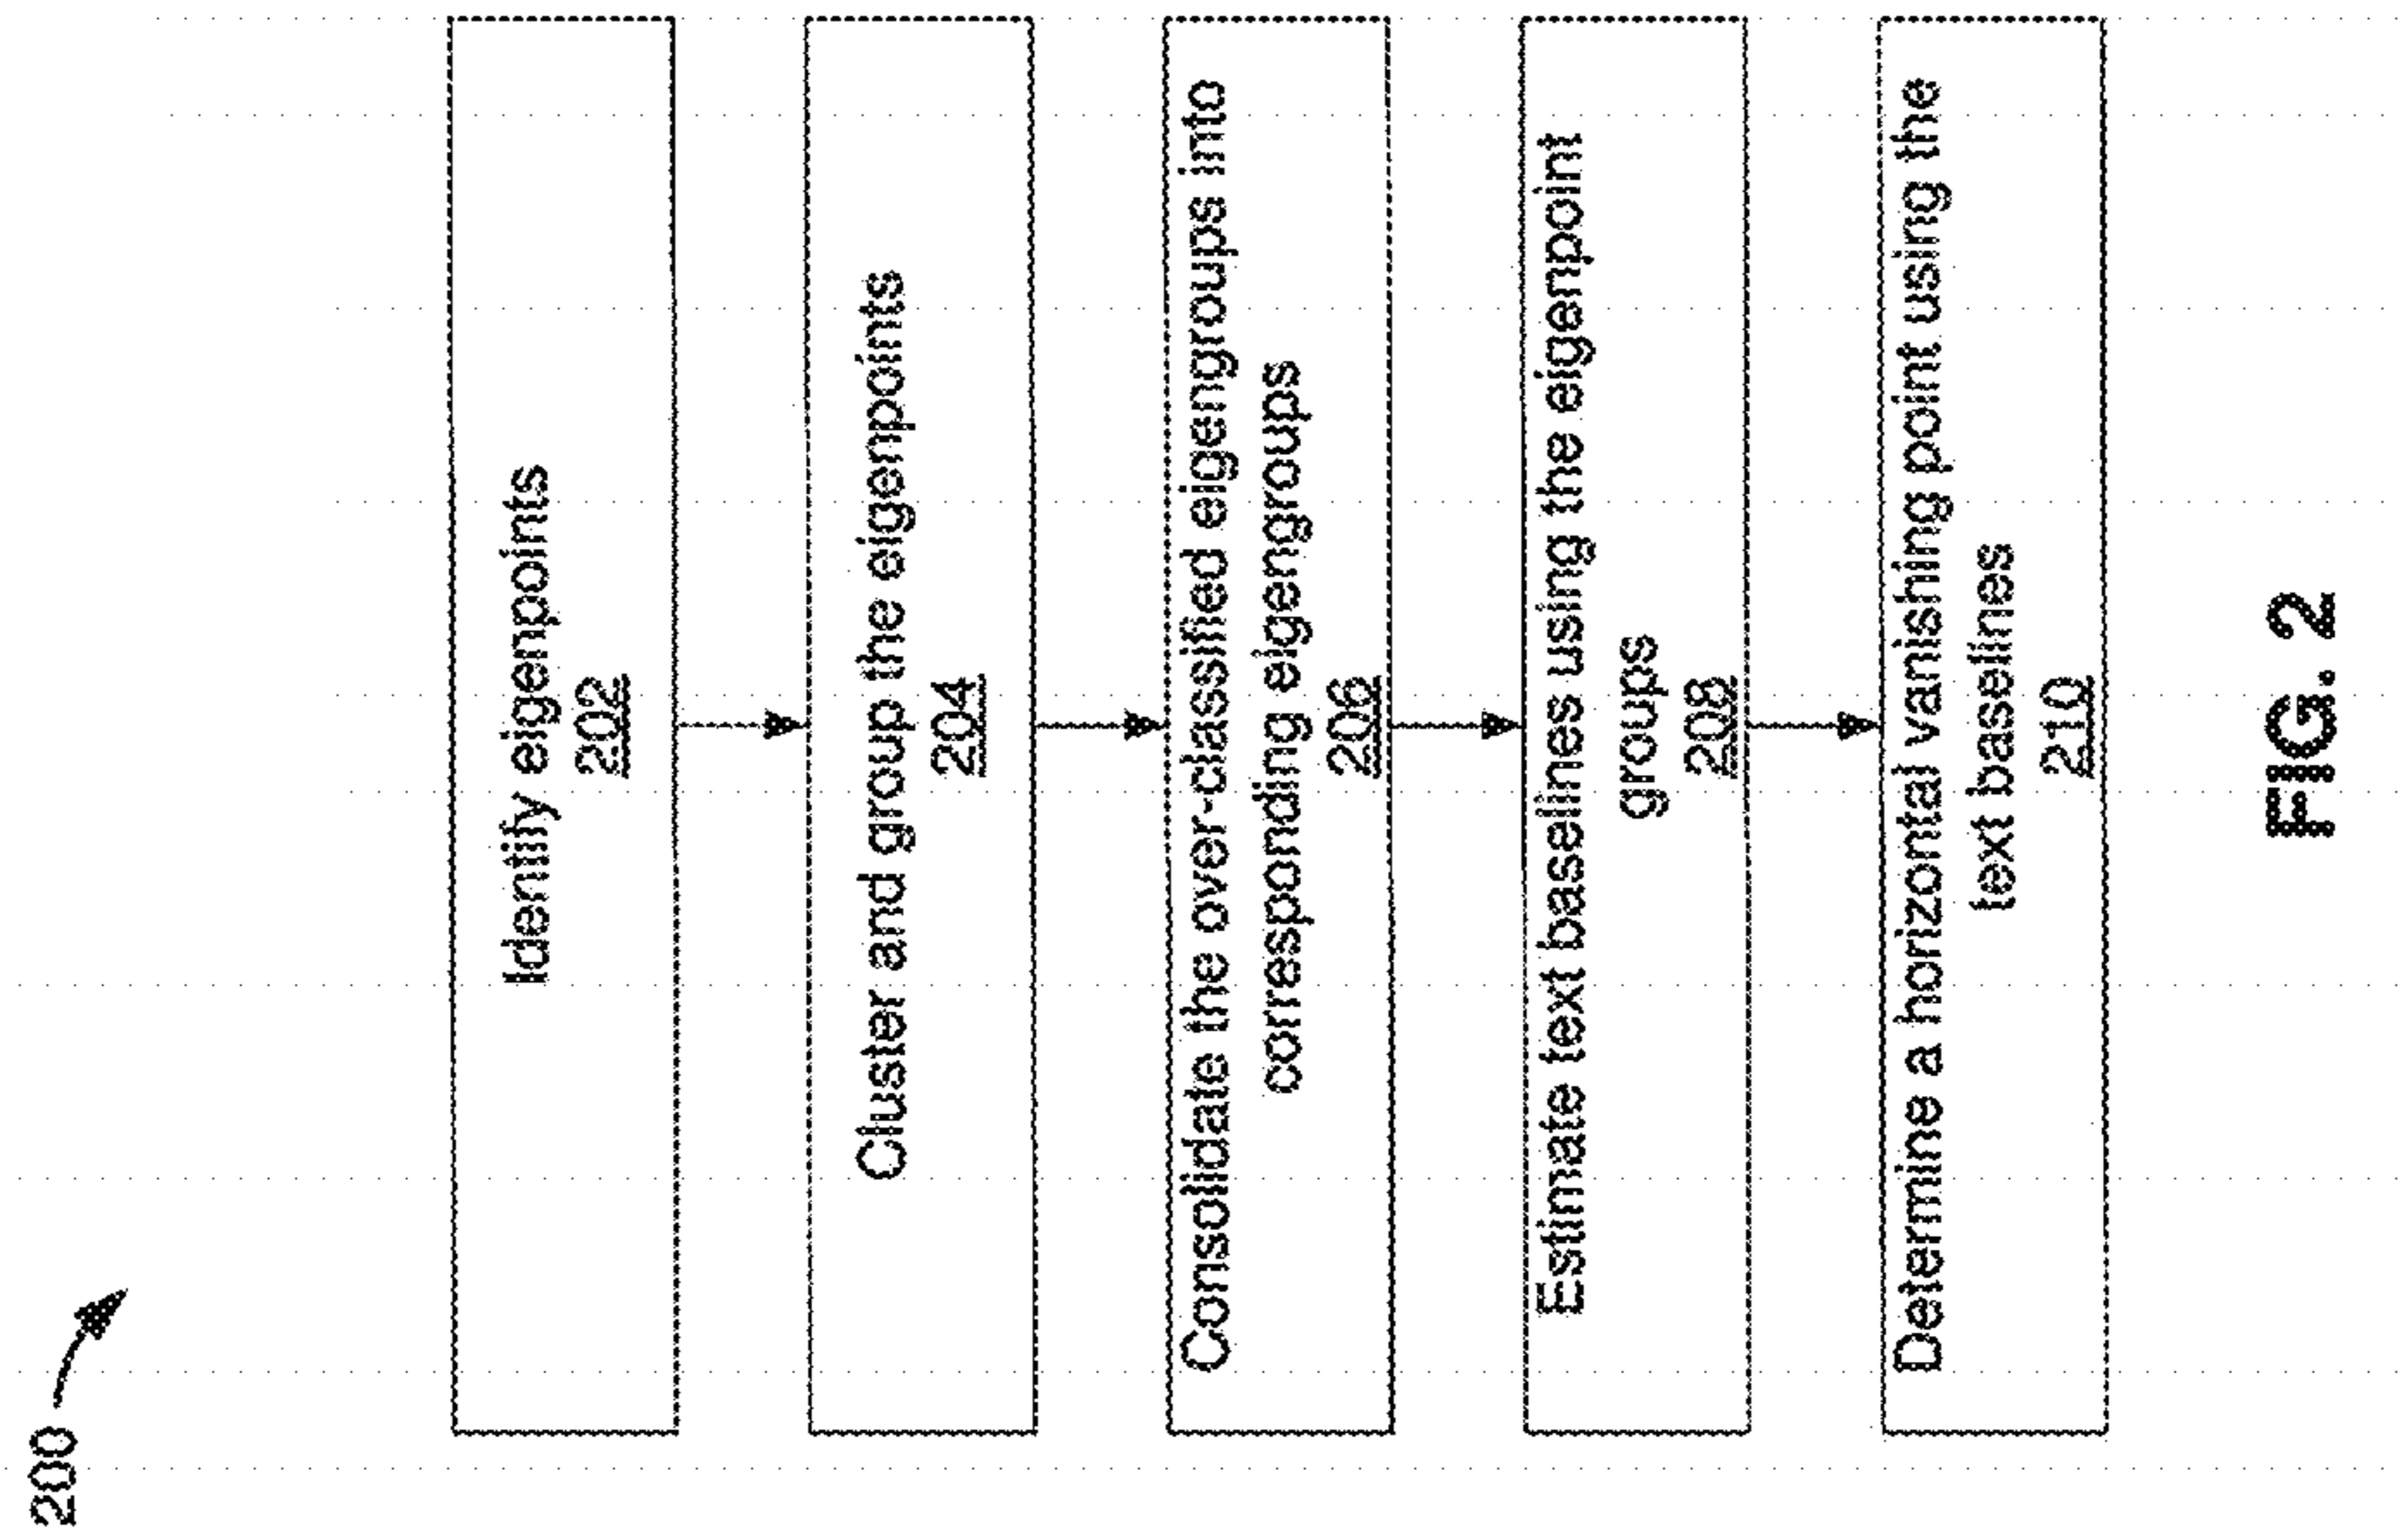 200
Identify eigenpoints
202
Cluster and group the eigenpoints
204
Consolidate the over-classified eigengroups into
corresponding eigengroups
206
Estimate text baselines using the eigenpoint
groups
208
Determine a horizontal vanishing point using the
text baselines
210
FIG. 2